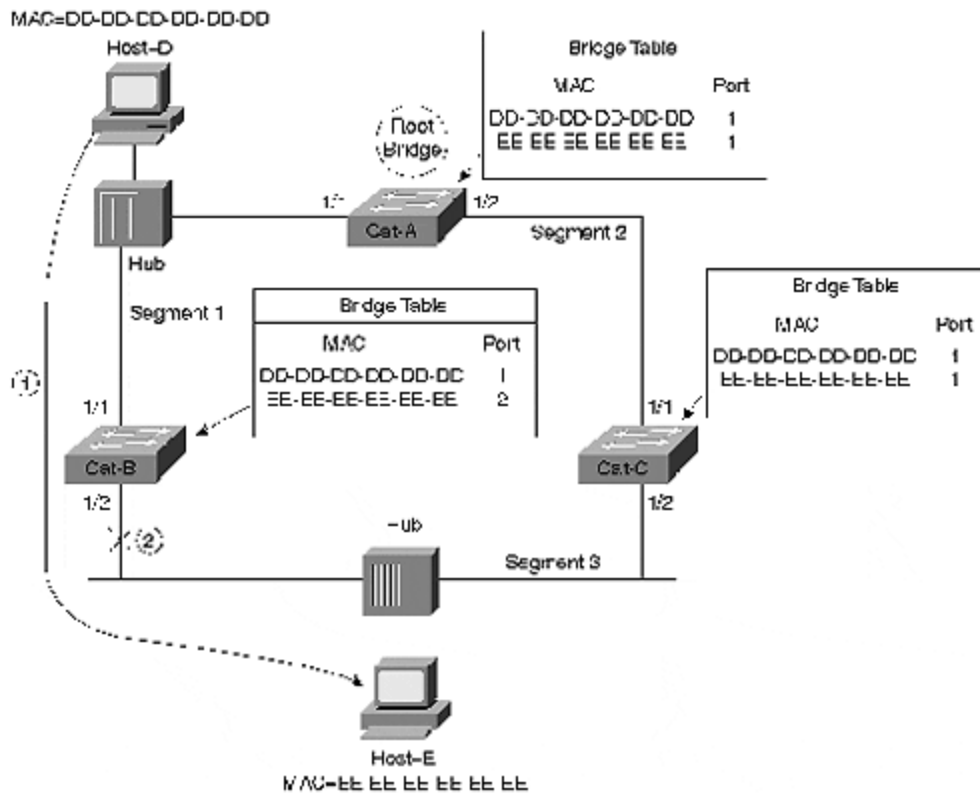 MAC=DD-DD-DD-DD-DD-DD
Host-D
Bridge Table
MAC Port
DD-DD-DD-DD-DD-DD 1
EE EE EE EE EE EE 1
Root
Bridge
1/1
1/2
Cat-A
Segment 2
Hub
Segment 1
Bridge Table
MAC Port
DD-DD-DD-DD-DD-DD 1
EE-EE-EE-EE-EE-EE 2
Bridge Table
MAC Port
DD-DD-DD-DD-DD-DD 1
EE-EE-EE-EE-EE-EE 1
1
1/1
Cat-B
1/2
2
1/1
Cat-C
1/2
Hub
Segment 3
Host-E
MAC=EE EE EE EE EE EE